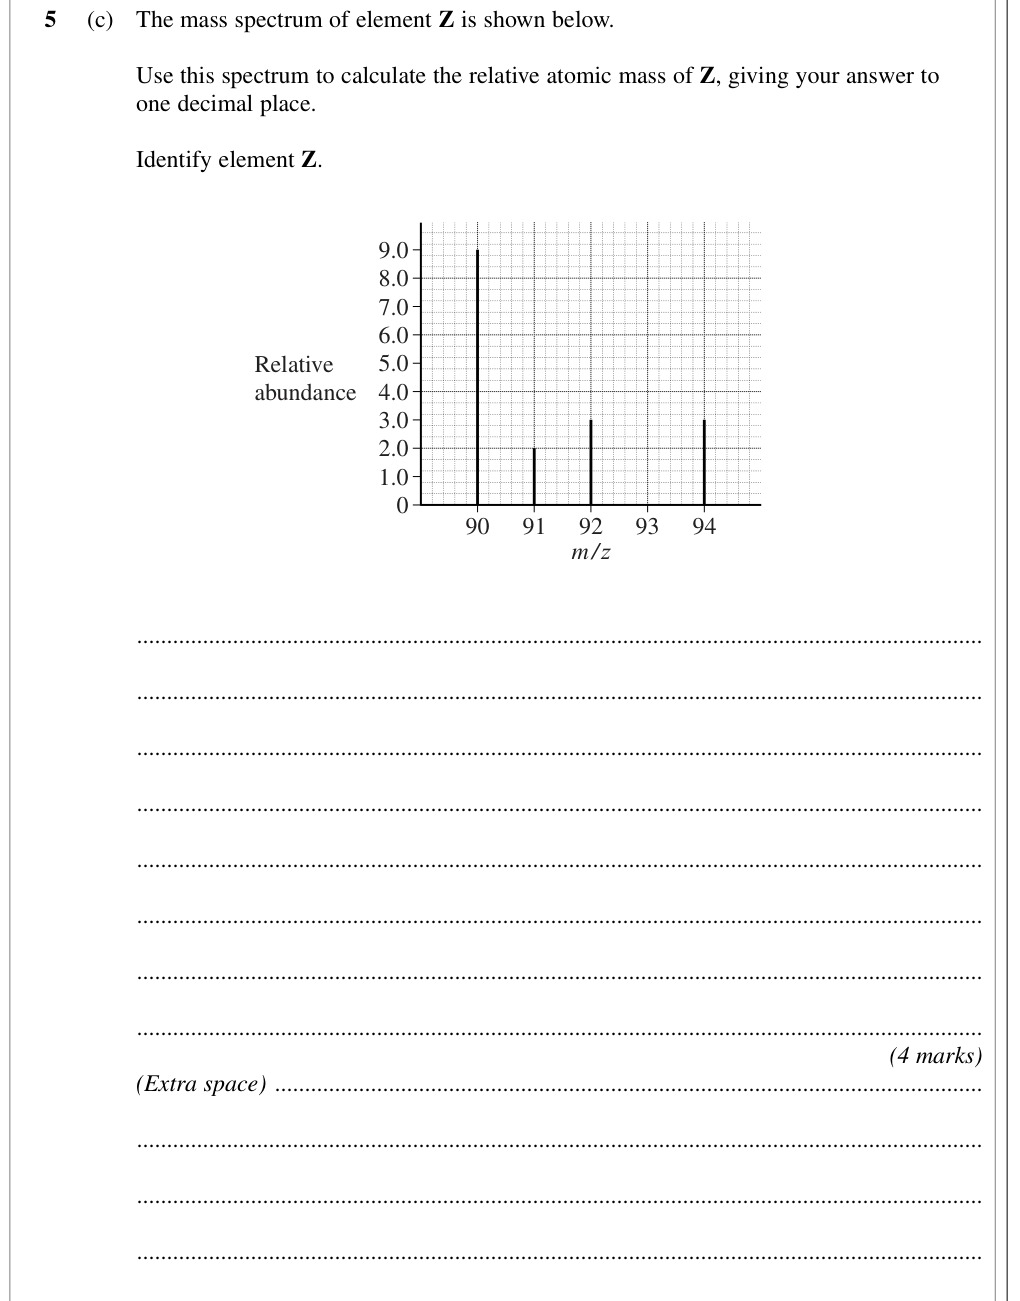 5 (c) The mass spectrum of element Z is shown below.
Use this spectrum to calculate the relative atomic mass of Z, giving your answer to
one decimal place.
Identify element Z.
9.0
8.0
7.0
6.0
Relative 5.0
abundance 4.0
3.0
2.0
1.0
0
90 91 92 93 94
m/z
(4 marks)
(Extra space)